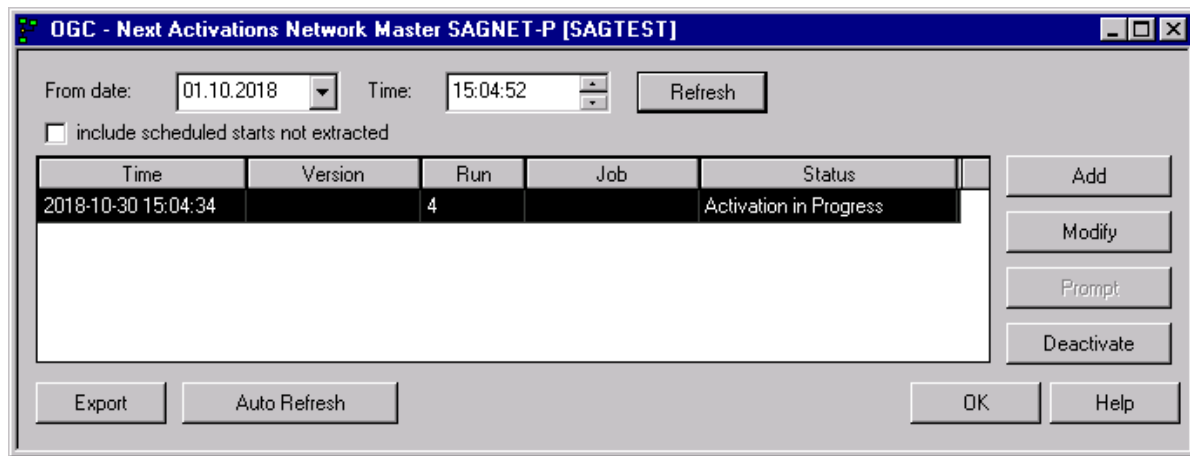 OGC - Next Activations Network Master SAGNET-P [SAGTEST]
From date: 01.10.2018 Time: 15:04:52 Refresh
include scheduled starts not extracted
Time Version Run Job Status
Add
2018-10-30 15:04:34 4 Activation in Progress
Modify
Prompt
Deactivate
Export Auto Refresh OK Help